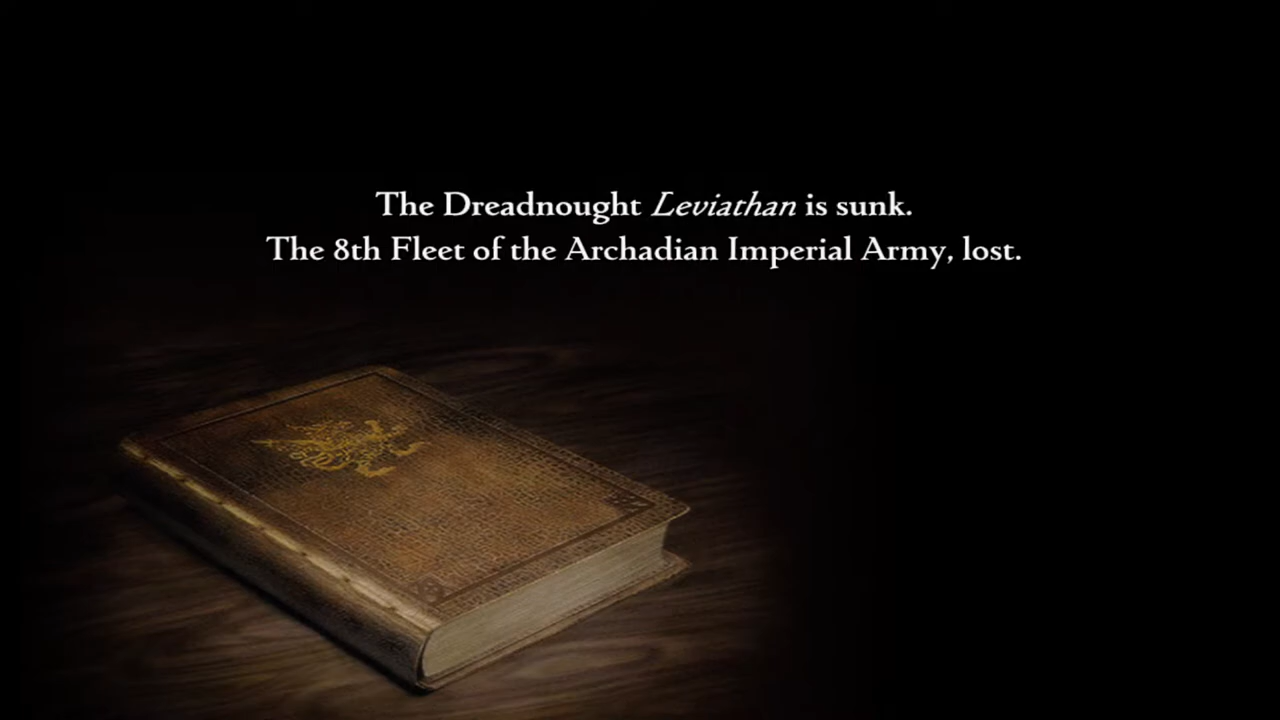 The Dreadnought Leviathan is sunk.
The 8th Fleet of the Archadian Imperial Army, lost.